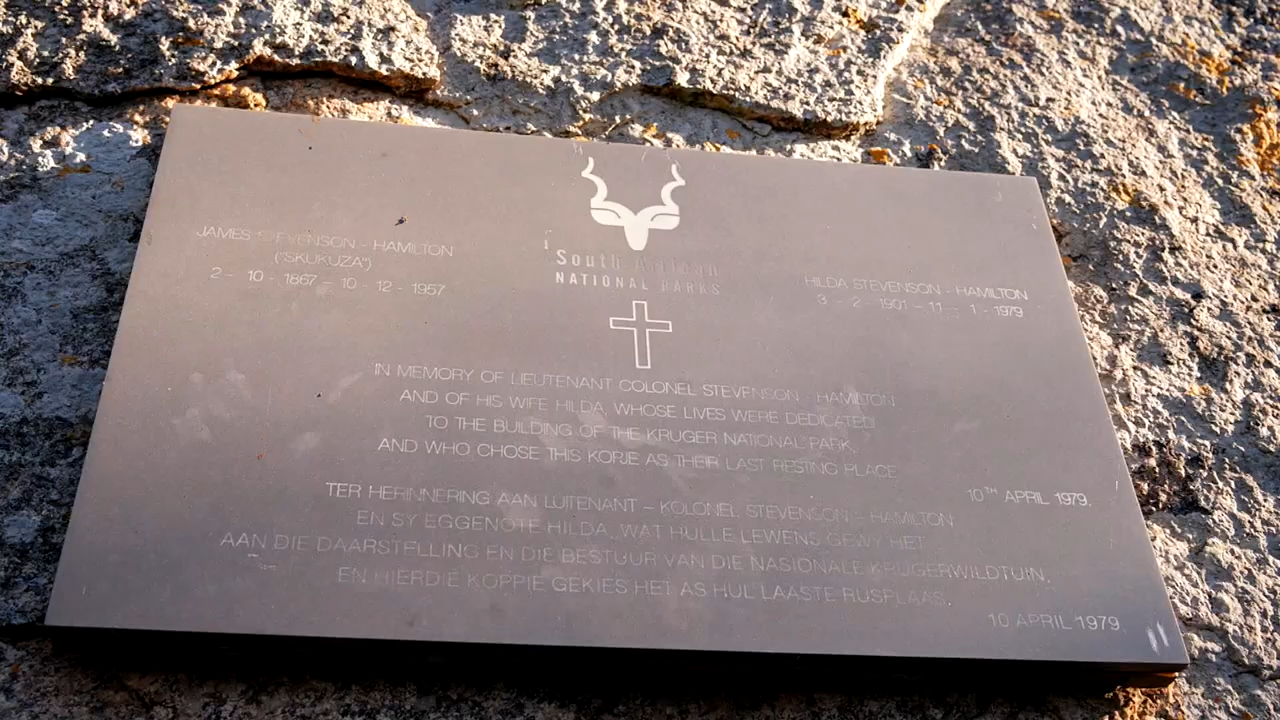 JAMES STEVENSON - HAMILTON
("SKUKUZA")
2 - 10 - 1867 - 10 - 12 - 1957
South African
NATIONAL PARKS
HILDA STEVENSON - HAMILTON
3 - 2 - 1901 - 11 - 1 - 1979
IN MEMORY OF LIEUTENANT COLONEL STEVENSON - HAMILTON
AND OF HIS WIFE HILDA, WHOSE LIVES WERE DEDICATED
TO THE BUILDING OF THE KRUGER NATIONAL PARK,
AND WHO CHOSE THIS KOPJE AS THEIR LAST RESTING PLACE
10TH APRIL 1979.
TER HERINNERING AAN LUITENANT - KOLONEL STEVENSON - HAMILTON
EN SY EGGENOTE HILDA, WAT HULLE LEWENS GEWY HET
AAN DIE DAARSTELLING EN DIE BESTUUR VAN DIE NASIONALE KRUGERWILDTUIN,
EN HIERDIE KOPPIE GEKIES HET AS HUL LAASTE RUSPLAAS.
10 APRIL 1979